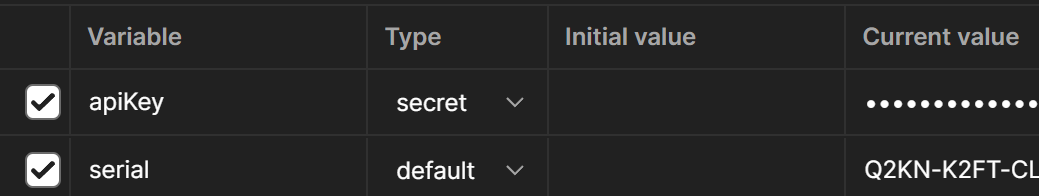 Variable Type Initial value Current value
apiKey secret •••••••••••••
serial default Q2KN-K2FT-CL